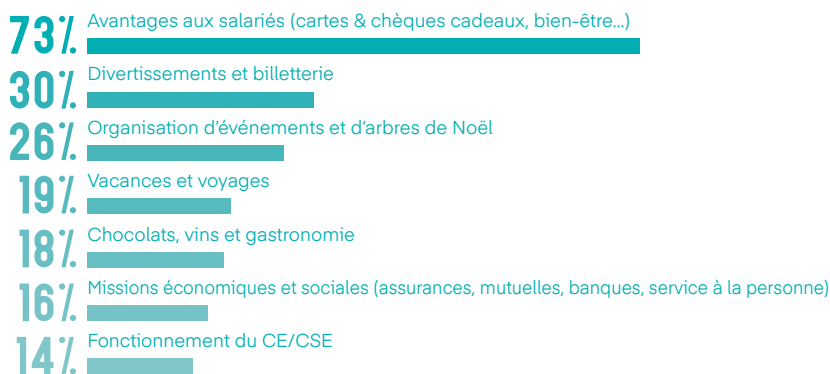 73% Avantages aux salariés (cartes & chèques cadeaux, bien-être...)
30% Divertissements et billetterie
26% Organisation d'événements et d'arbres de Noël
19% Vacances et voyages
18% Chocolats, vins et gastronomie
16% Missions économiques et sociales (assurances, mutuelles, banques, service à la personne)
14% Fonctionnement du CE/CSE